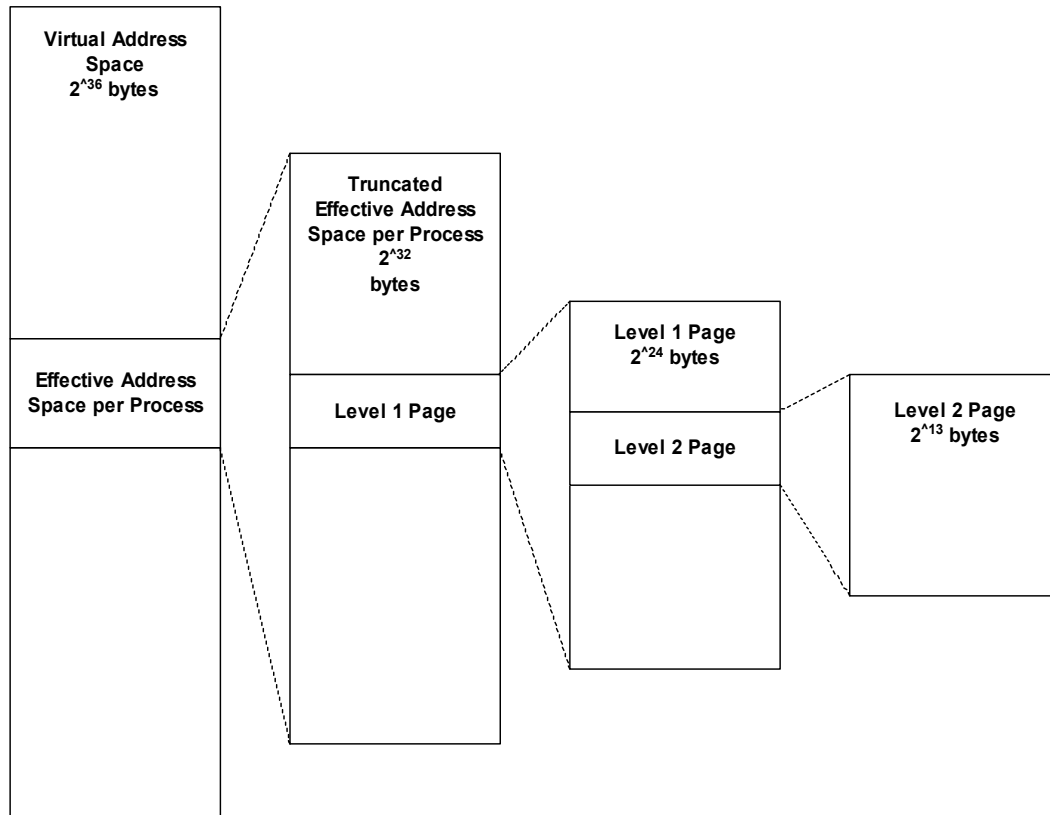 Virtual Address
Space
2^36 bytes
Effective Address
Space per Process
Truncated
Effective Address
Space per Process
2^32
bytes
Level 1 Page
Level 1 Page
2^24 bytes
Level 2 Page
Level 2 Page
2^13 bytes